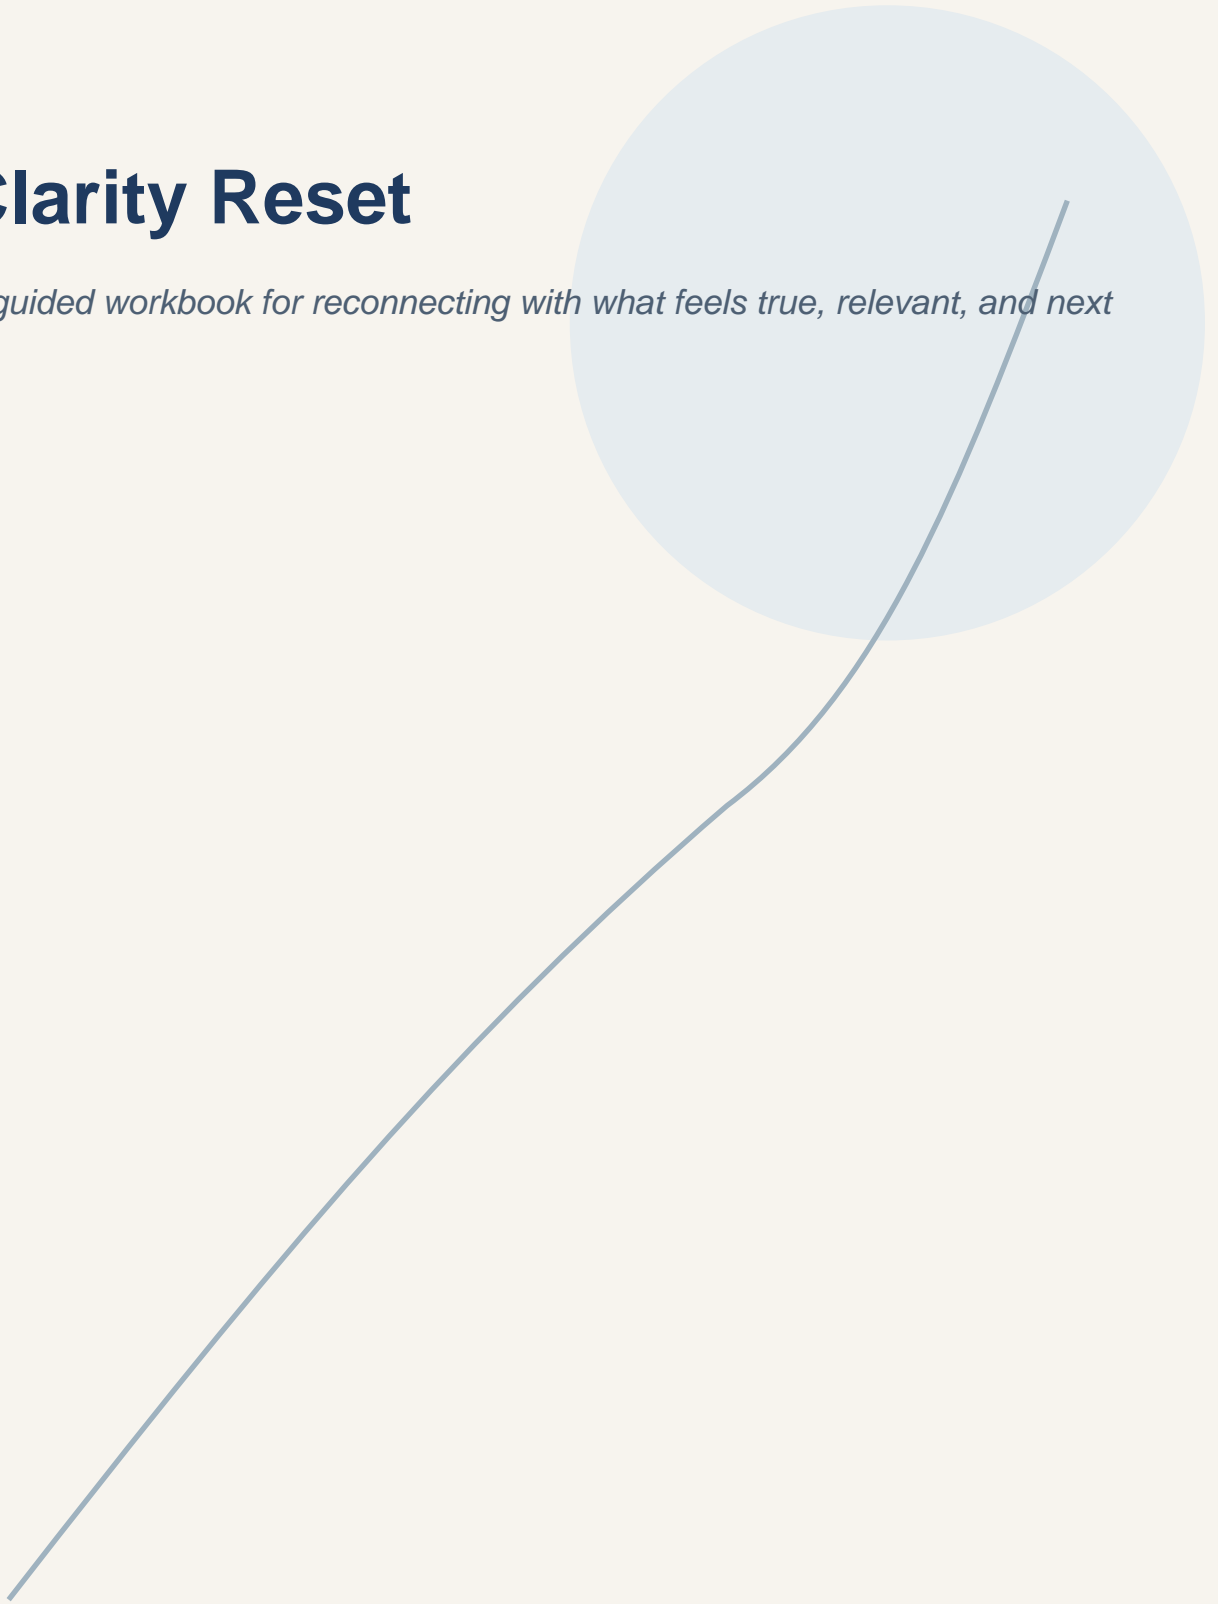 Clarity Reset
guided workbook for reconnecting with what feels true, relevant, and next